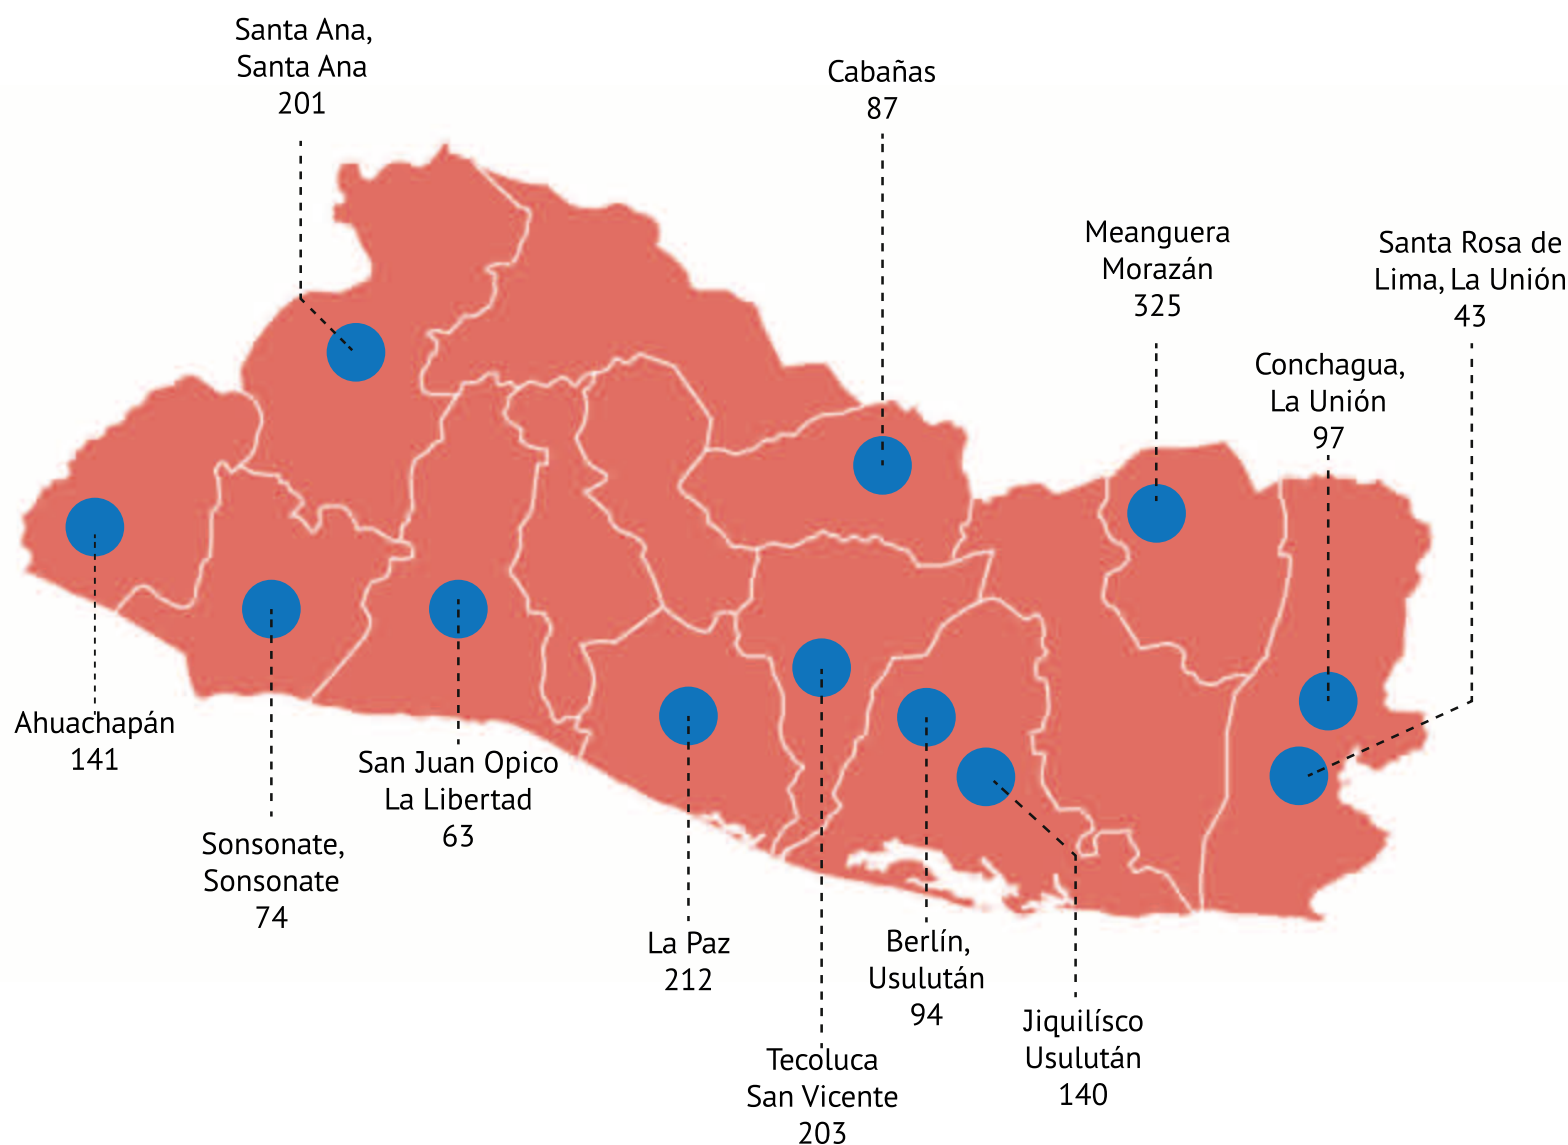 Santa Ana,
Santa Ana
201
Cabañas
87
Meanguera
Morazán
325
Santa Rosa de
Lima, La Unión
43
Conchagua,
La Unión
97
Ahuachapán
141
Sonsonate,
Sonsonate
74
San Juan Opico
La Libertad
63
La Paz
212
Tecoluca
San Vicente
203
Berlín,
Usulután
94
Jiquilísco
Usulután
140